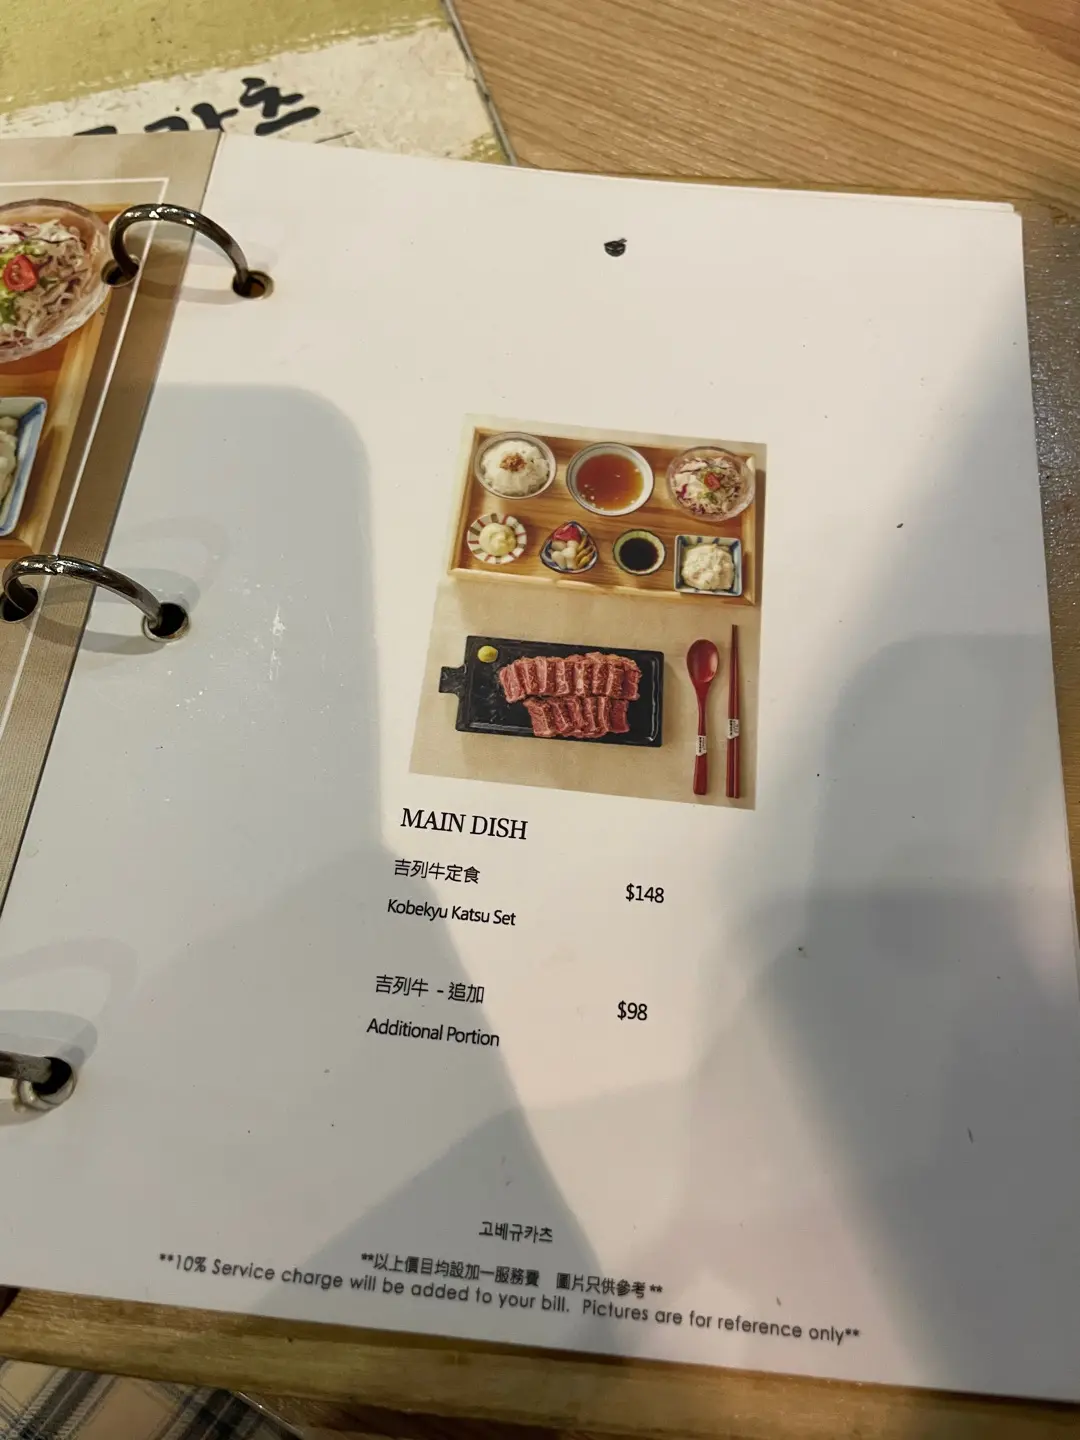 가츠
MAIN DISH
吉列牛定食
$148
Kobekyu Katsu Set
吉列牛 - 追加
$98
Additional Portion
고베규카츠
**以上價目均設加一服務費 圖片只供參考**
**10% Service charge will be added to your bill. Pictures are for reference only**